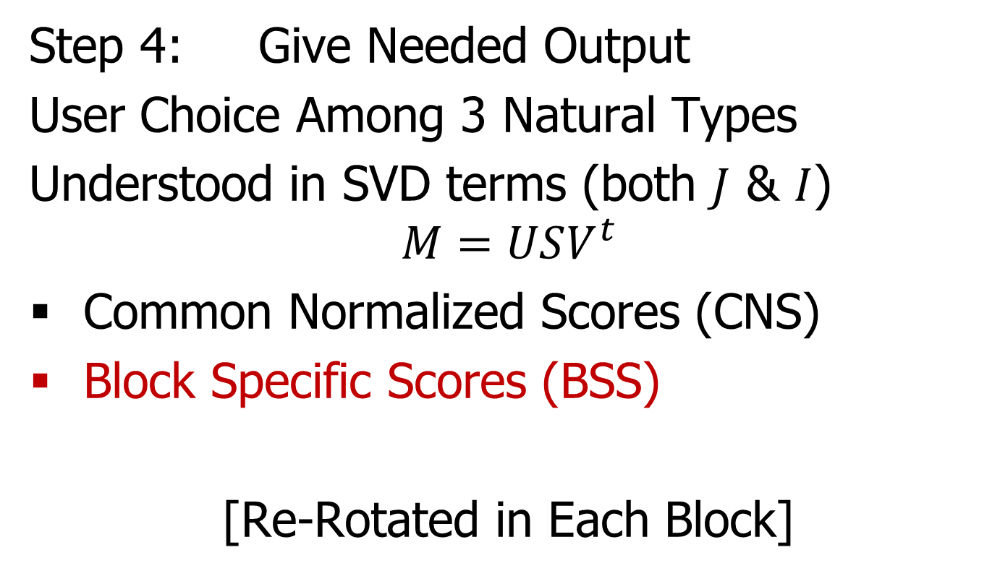 Step 4: Give Needed Output
User Choice Among 3 Natural Types
Understood in SVD terms (both 𝐽 & 𝐼)
𝑀 = 𝑈𝑆𝑉ᵗ
▪ Common Normalized Scores (CNS)
▪ Block Specific Scores (BSS)
[Re-Rotated in Each Block]